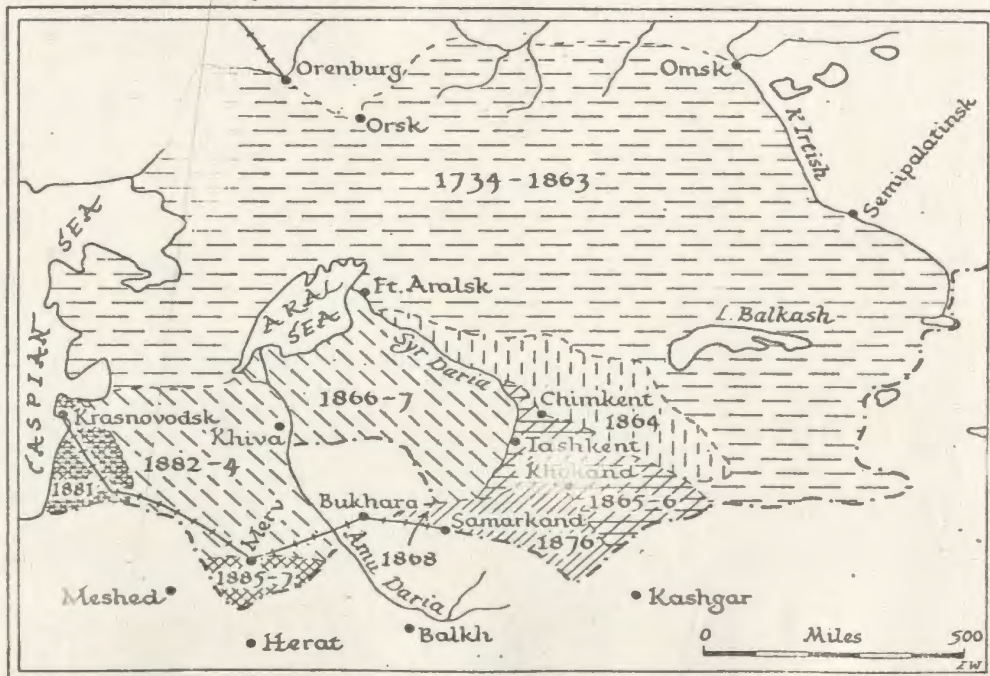 Orenburg
Omsk
Orsk
R Irtish
Semipalatinsk
1734-1863
CASPIAN SEA
ARAL SEA
Ft. Aralsk
L. Balkash
Syr Daria
Krasnovodsk
1866-7
Chimkent
1864
Khiva
Tashkent
1882-4
Khokand
1881
1865-6
Bukhara
Samarkand
Merv
1868
1876
1885-7
Amu Daria
Meshed
Kashgar
Balkh
Herat
0 Miles 500
EW